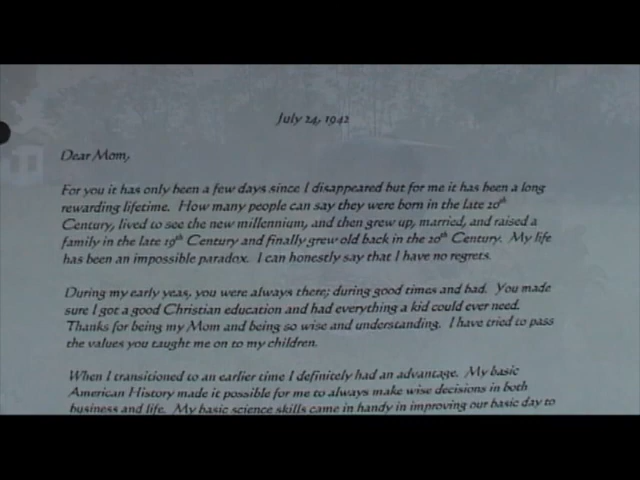 July 24, 1942
Dear Mom,
For you it has only been a few days since I disappeared but for me it has been a long
rewarding lifetime. How many people can say they were born in the late 20th
Century, lived to see the new millennium, and then grew up, married, and raised a
family in the late 19th Century and finally grew old back in the 20th Century. My life
has been an impossible paradox. I can honestly say that I have no regrets.
During my early yeas, you were always there; during good times and bad. You made
sure I got a good Christian education and had everything a kid could ever need.
Thanks for being my Mom and being so wise and understanding. I have tried to pass
the values you taught me on to my children.
When I transitioned to an earlier time I definitely had an advantage. My basic
American History made it possible for me to always make wise decisions in both
business and life. My basic science skills came in handy in improving our basic day to